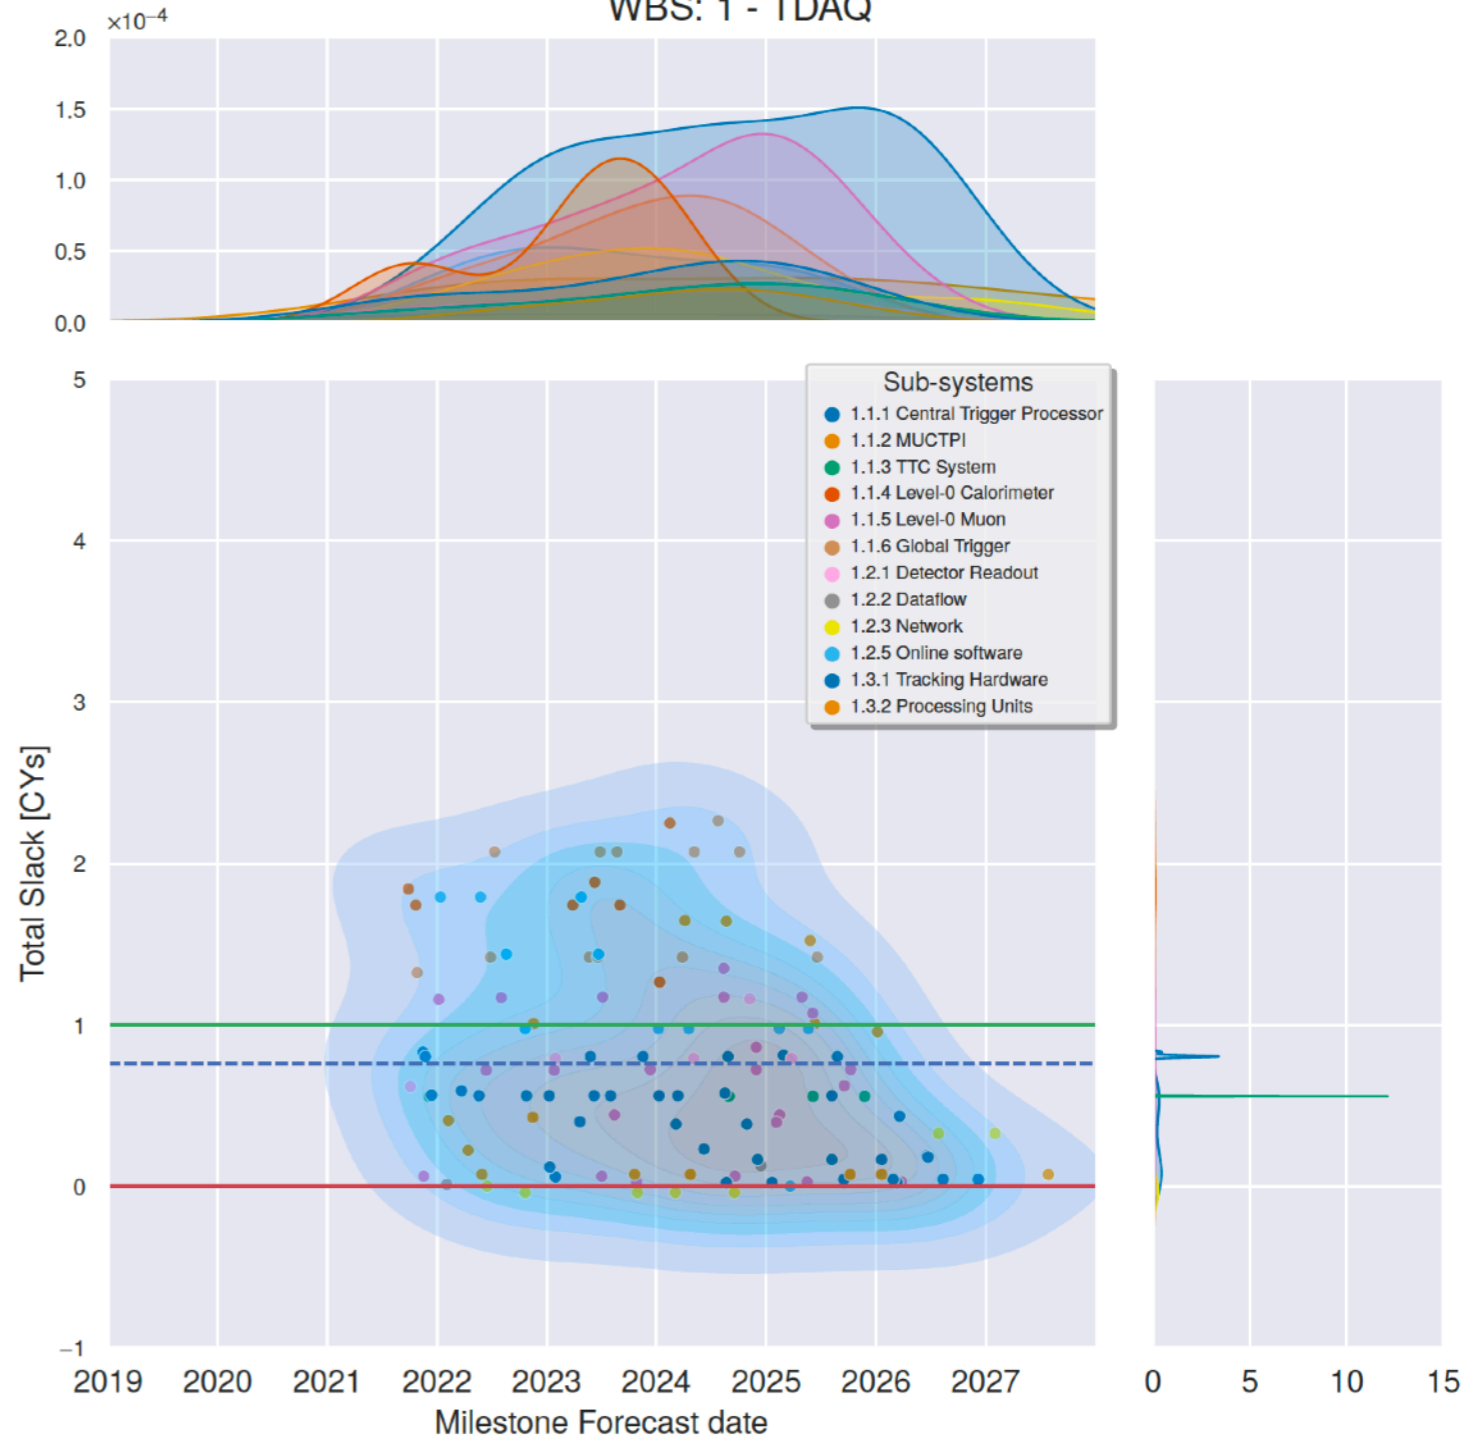 WBS: 1 - TDAQ
×10⁻⁴
2.0
1.5
1.0
0.5
0.0
5
4
3
2
1
0
−1
Total Slack [CYs]
Sub-systems
1.1.1 Central Trigger Processor
1.1.2 MUCTPI
1.1.3 TTC System
1.1.4 Level-0 Calorimeter
1.1.5 Level-0 Muon
1.1.6 Global Trigger
1.2.1 Detector Readout
1.2.2 Dataflow
1.2.3 Network
1.2.5 Online software
1.3.1 Tracking Hardware
1.3.2 Processing Units
2019 2020 2021 2022 2023 2024 2025 2026 2027
0 5 10 15
Milestone Forecast date